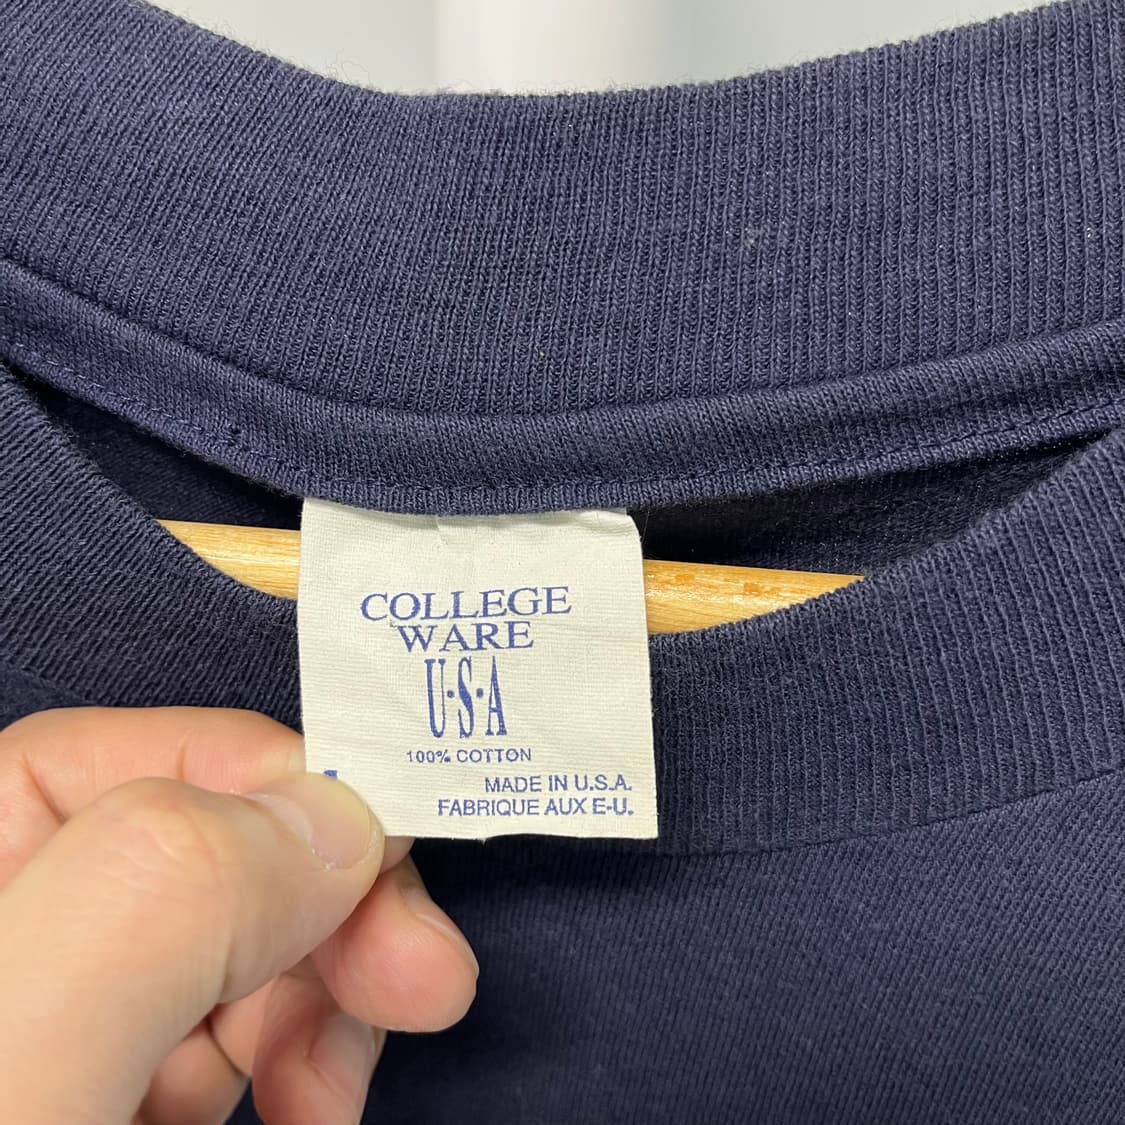 COLLEGE
WARE
U·S·A
100% COTTON
MADE IN U.S.A.
FABRIQUE AUX E-U.